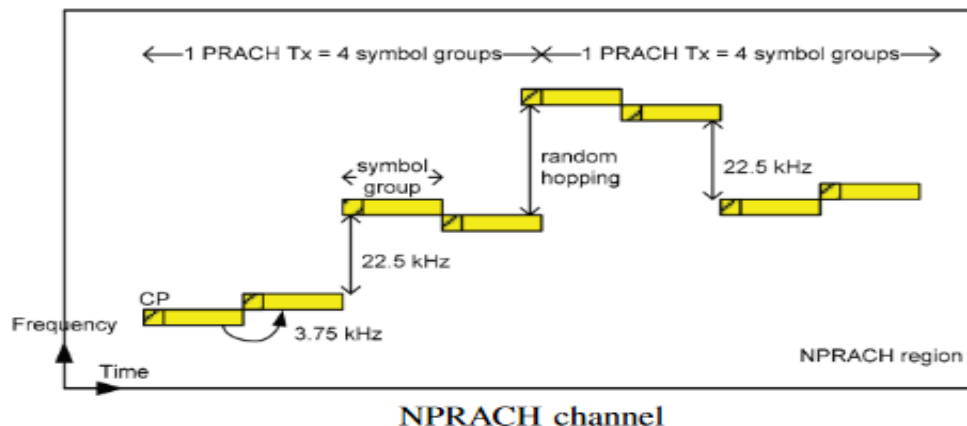 1 PRACH Tx = 4 symbol groups
1 PRACH Tx = 4 symbol groups
symbol
group
random
hopping
22.5 kHz
22.5 kHz
CP
3.75 kHz
Frequency
Time
NPRACH region
NPRACH channel